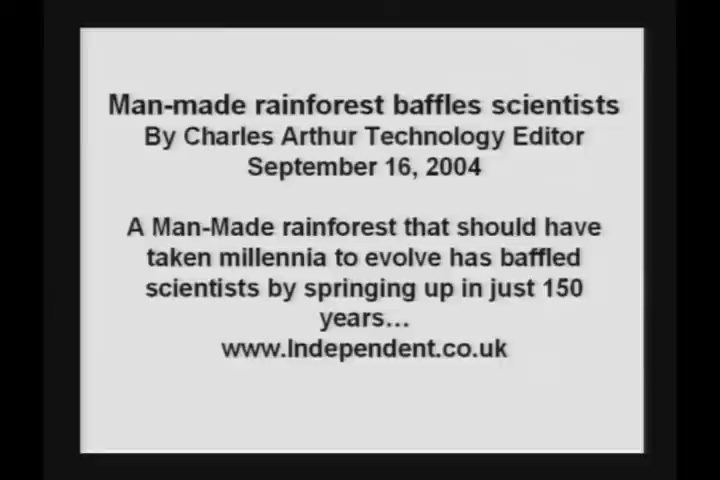 Man-made rainforest baffles scientists
By Charles Arthur Technology Editor
September 16, 2004
A Man-Made rainforest that should have
taken millennia to evolve has baffled
scientists by springing up in just 150
years...
www.Independent.co.uk